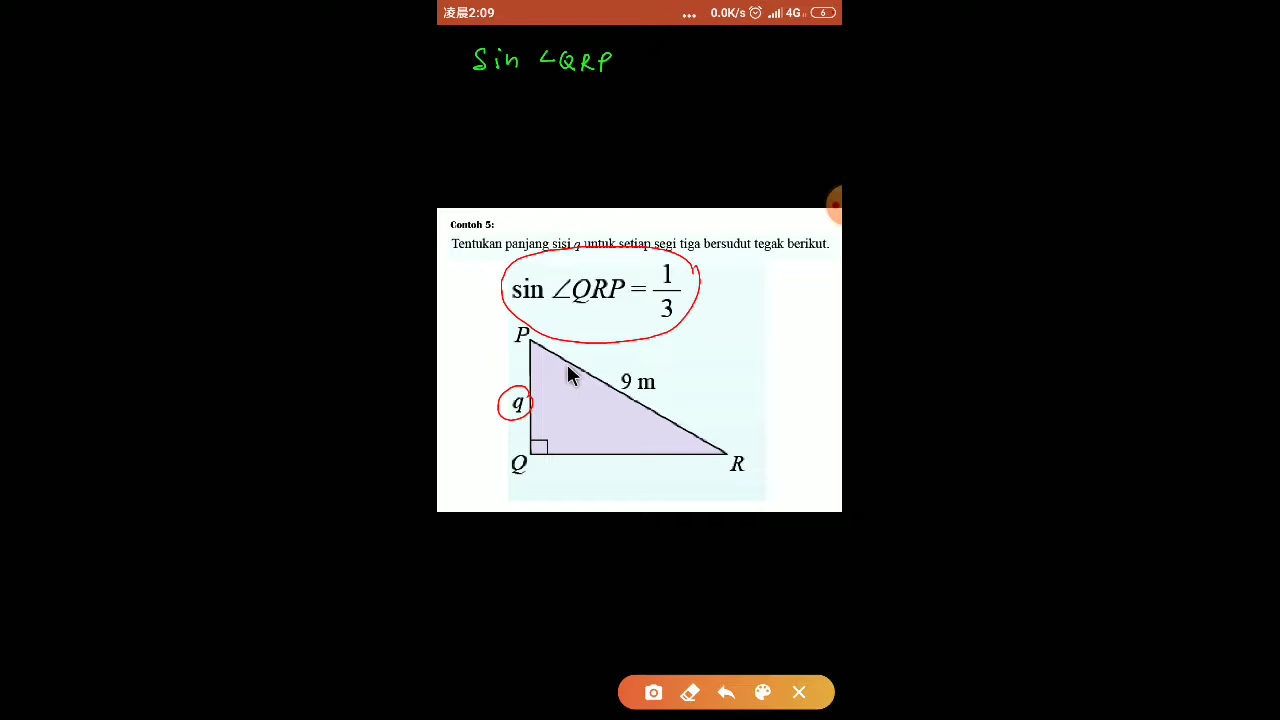 凌晨2:09 ... 0.0K/s 4G 6
Sin ∠QRP
Contoh 5:
Tentukan panjang sisi q untuk setiap segi tiga bersudut tegak berikut.
sin ∠QRP = 1/3
P
9 m
q
Q
R